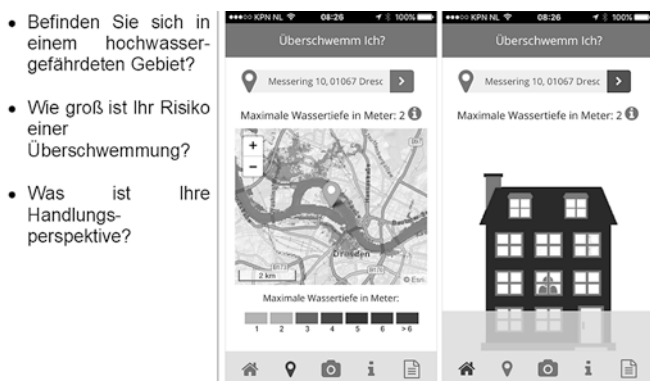 • Befinden Sie sich in
einem hochwasser-
gefährdeten Gebiet?
• Wie groß ist Ihr Risiko
einer
Überschwemmung?
• Was ist Ihre
Handlungs-
perspektive?
KPN NL 08:26 100%
Überschwemm Ich?
Messering 10, 01067 Dresc >
Maximale Wassertiefe in Meter: 2 i
+
−
Dresden
B173
2 km
© Esri
Maximale Wassertiefe in Meter:
1 2 3 4 5 6 > 6
i
KPN NL 08:26 100%
Überschwemm Ich?
Messering 10, 01067 Dresc >
Maximale Wassertiefe in Meter: 2 i
i